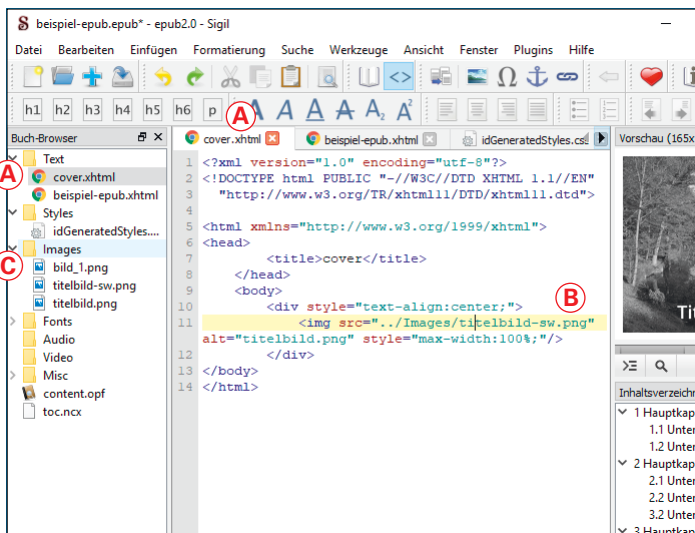 beispiel-epub.epub* - epub2.0 - Sigil
Datei Bearbeiten Einfügen Formatierung Suche Werkzeuge Ansicht Fenster Plugins Hilfe
h1 h2 h3 h4 h5 h6 p A A A A A₂ A²
A
Buch-Browser
cover.xhtml
beispiel-epub.xhtml
idGeneratedStyles.css
Vorschau (165x
Text
A
cover.xhtml
beispiel-epub.xhtml
Styles
idGeneratedStyles....
C
Images
bild_1.png
titelbild-sw.png
titelbild.png
Fonts
Audio
Video
Misc
content.opf
toc.ncx
1 <?xml version="1.0" encoding="utf-8"?>
2 <!DOCTYPE html PUBLIC "-//W3C//DTD XHTML 1.1//EN"
3 "http://www.w3.org/TR/xhtml11/DTD/xhtml11.dtd">
4
5 <html xmlns="http://www.w3.org/1999/xhtml">
6 <head>
7 <title>cover</title>
8 </head>
9 <body>
B
10 <div style="text-align:center;">
11 <img src="../Images/titelbild-sw.png"
alt="titelbild.png" style="max-width:100%;"/>
12 </div>
13 </body>
14 </html>
Ti
Inhaltsverzeichn
1 Hauptkap
1.1 Unter
1.2 Unter
2 Hauptkap
2.1 Unter
2.2 Unter
3.2 Unter
3 Hauptkap